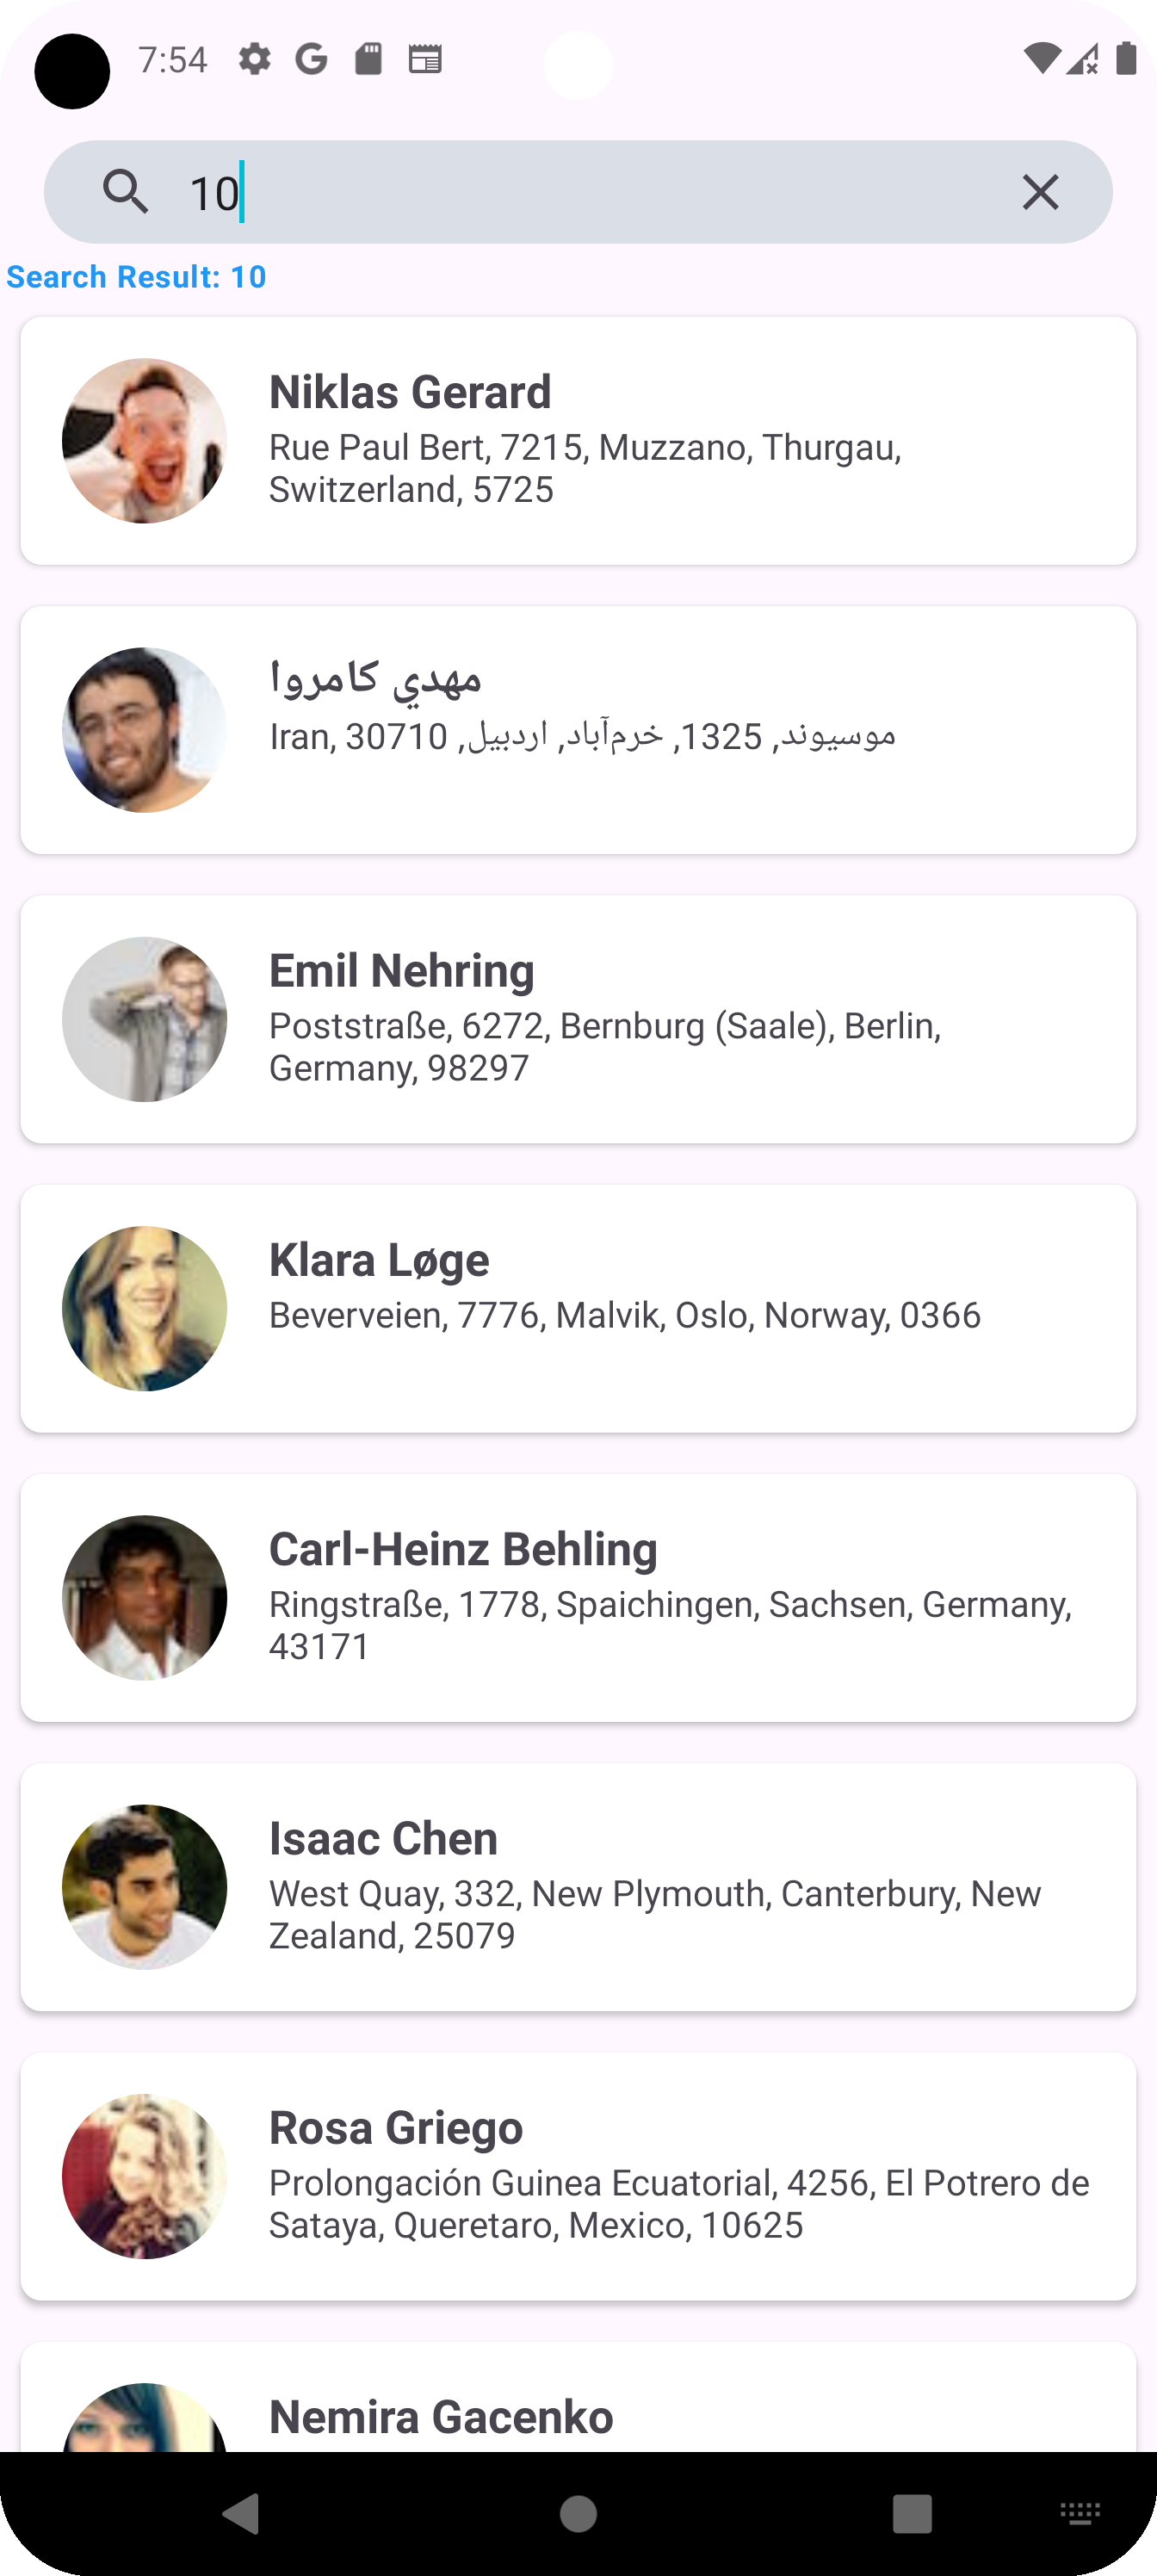 7:54
10
Search Result: 10
Niklas Gerard
Rue Paul Bert, 7215, Muzzano, Thurgau,
Switzerland, 5725
مهدي كامروا
موسیوند, 1325, خرم‌آباد, اردبیل, Iran, 30710
Emil Nehring
Poststraße, 6272, Bernburg (Saale), Berlin,
Germany, 98297
Klara Løge
Beverveien, 7776, Malvik, Oslo, Norway, 0366
Carl-Heinz Behling
Ringstraße, 1778, Spaichingen, Sachsen, Germany,
43171
Isaac Chen
West Quay, 332, New Plymouth, Canterbury, New
Zealand, 25079
Rosa Griego
Prolongación Guinea Ecuatorial, 4256, El Potrero de
Sataya, Queretaro, Mexico, 10625
Nemira Gacenko